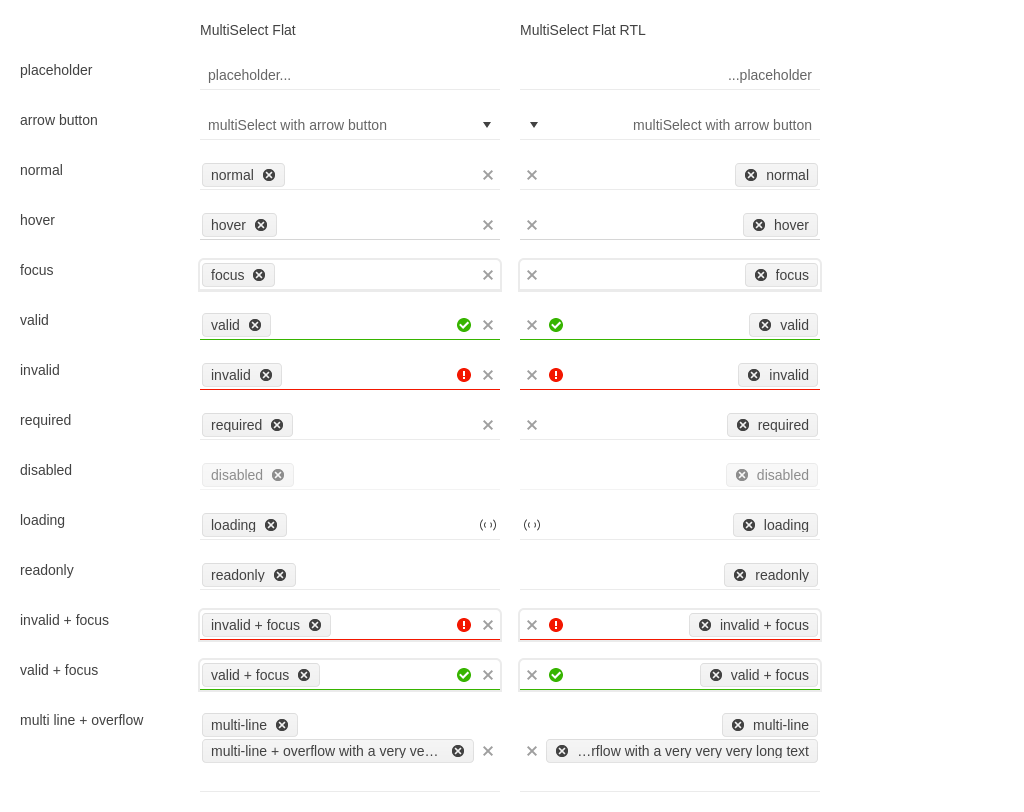 MultiSelect Flat MultiSelect Flat RTL
placeholder placeholder... ...placeholder
arrow button multiSelect with arrow button multiSelect with arrow button
normal normal normal
hover hover hover
focus focus focus
valid valid valid
invalid invalid invalid
required required required
disabled disabled disabled
loading loading loading
readonly readonly readonly
invalid + focus invalid + focus invalid + focus
valid + focus valid + focus valid + focus
multi line + overflow multi-line multi-line
multi-line + overflow with a very ve… …rflow with a very very very long text